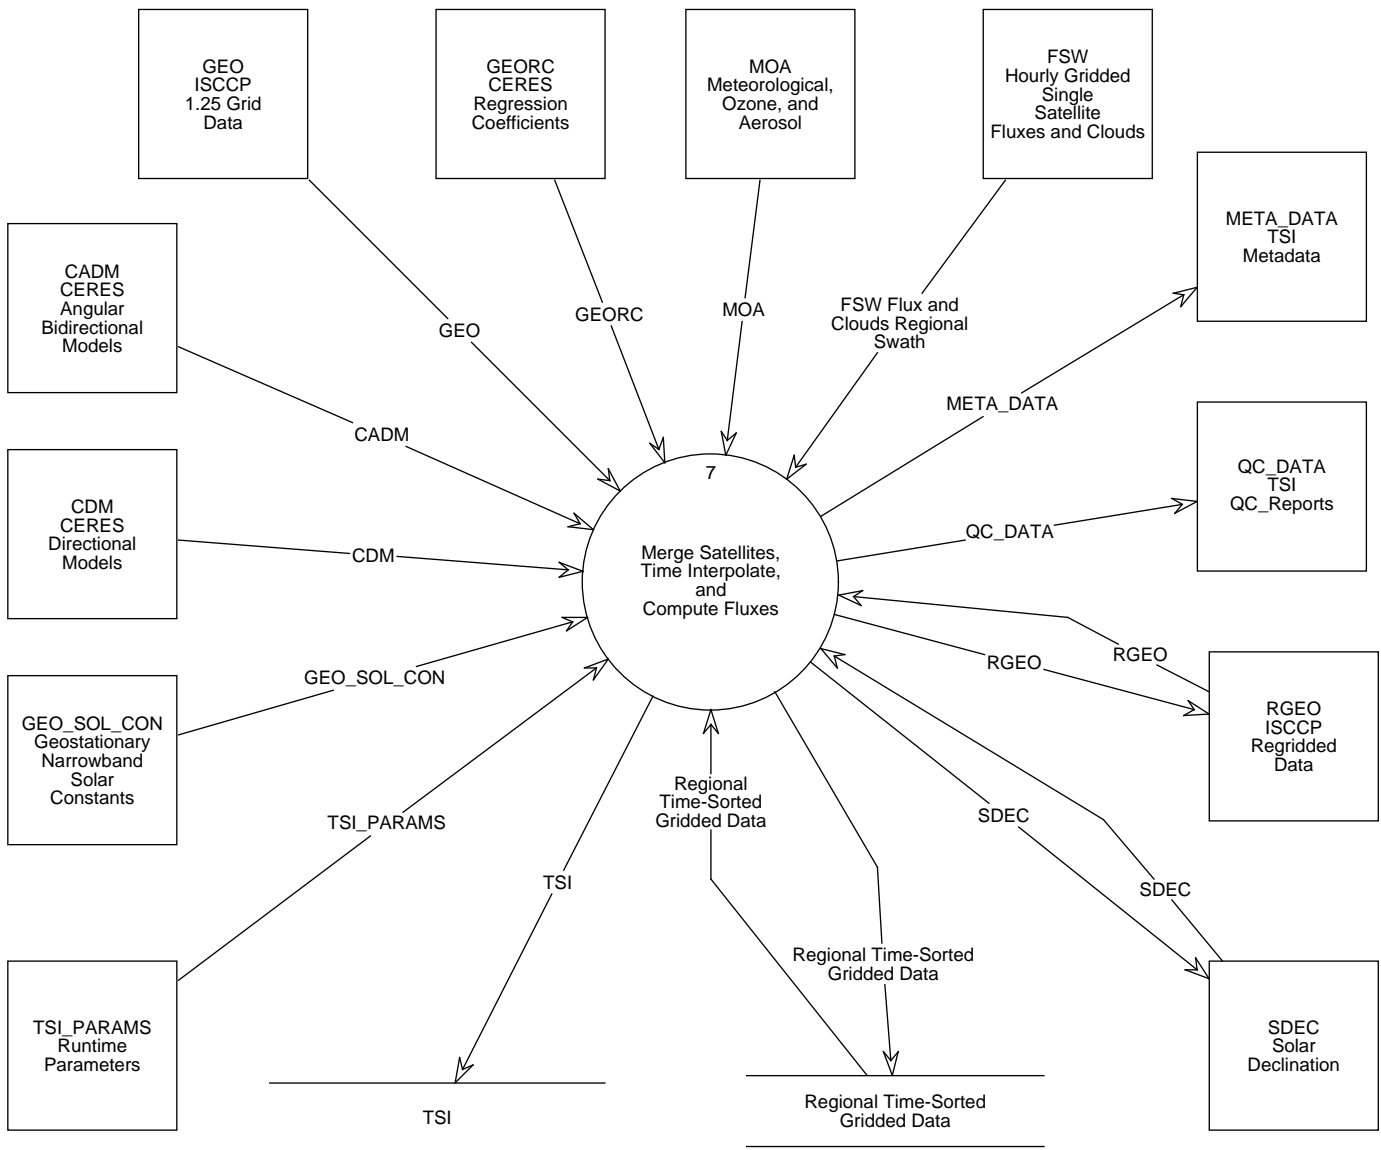 GEO
ISCCP
1.25 Grid
Data
GEORC
CERES
Regression
Coefficients
MOA
Meteorological,
Ozone, and
Aerosol
FSW
Hourly Gridded
Single
Satellite
Fluxes and Clouds
META_DATA
TSI
Metadata
CADM
CERES
Angular
Bidirectional
Models
GEO
GEORC
MOA
FSW Flux and
Clouds Regional
Swath
META_DATA
CADM
QC_DATA
TSI
QC_Reports
7
CDM
CERES
Directional
Models
CDM
Merge Satellites,
Time Interpolate,
and
Compute Fluxes
QC_DATA
GEO_SOL_CON
RGEO
RGEO
GEO_SOL_CON
Geostationary
Narrowband
Solar
Constants
RGEO
ISCCP
Regridded
Data
TSI_PARAMS
Regional
Time-Sorted
Gridded Data
SDEC
TSI
SDEC
Regional Time-Sorted
Gridded Data
TSI_PARAMS
Runtime
Parameters
SDEC
Solar
Declination
TSI
Regional Time-Sorted
Gridded Data